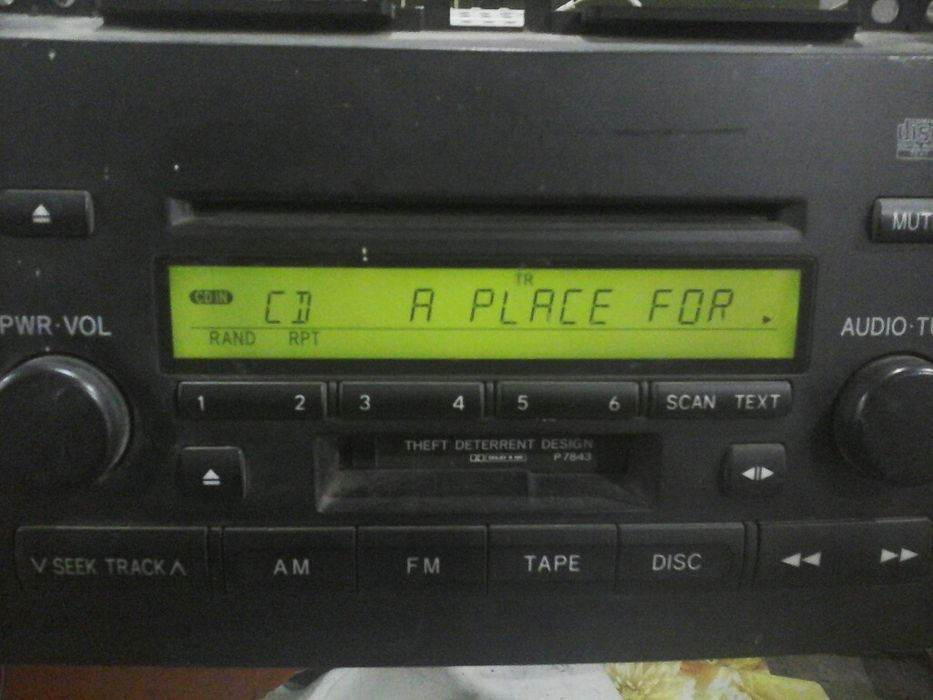 disc
MUT
TR
CD IN CD A PLACE FOR
RAND RPT
PWR·VOL
AUDIO·TU
1 2 3 4 5 6 SCAN TEXT
THEFT DETERRENT DESIGN
P7843
SEEK TRACK AM FM TAPE DISC